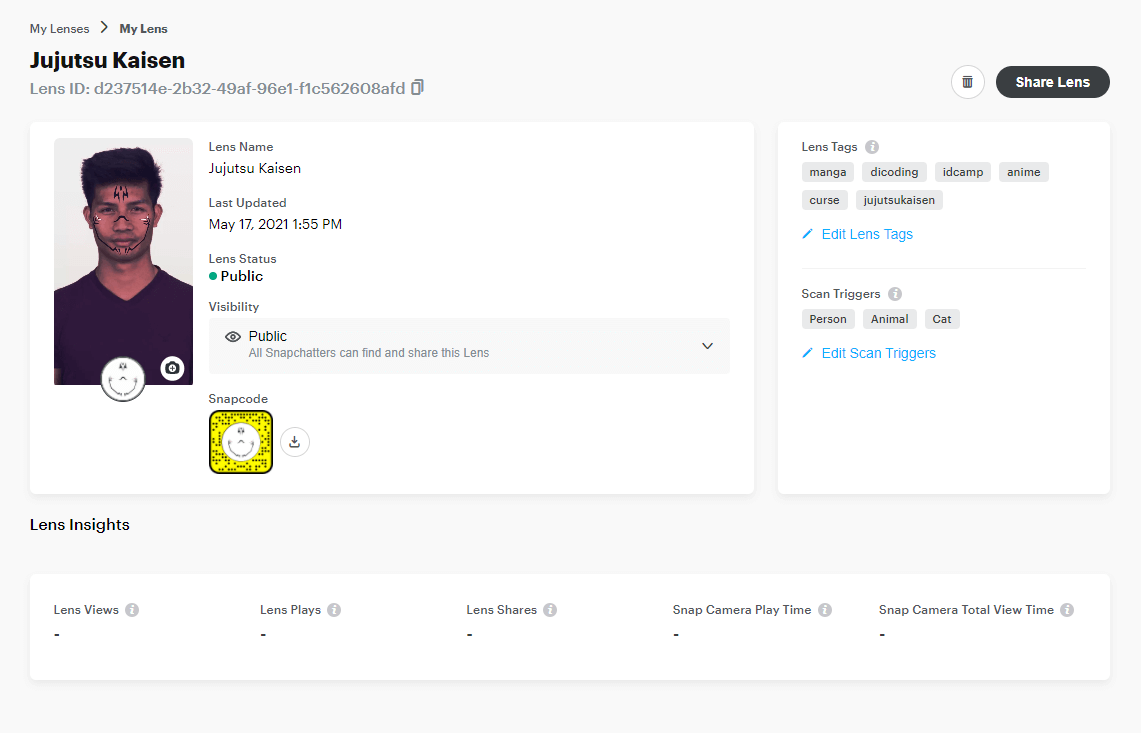 My Lenses > My Lens
Jujutsu Kaisen
Lens ID: d237514e-2b32-49af-96e1-f1c562608afd
Share Lens
Lens Name
Jujutsu Kaisen
Last Updated
May 17, 2021 1:55 PM
Lens Status
Public
Visibility
Public
All Snapchatters can find and share this Lens
Snapcode
Lens Tags
manga dicoding idcamp anime
curse jujutsukaisen
Edit Lens Tags
Scan Triggers
Person Animal Cat
Edit Scan Triggers
Lens Insights
Lens Views Lens Plays Lens Shares Snap Camera Play Time Snap Camera Total View Time
- - - - -